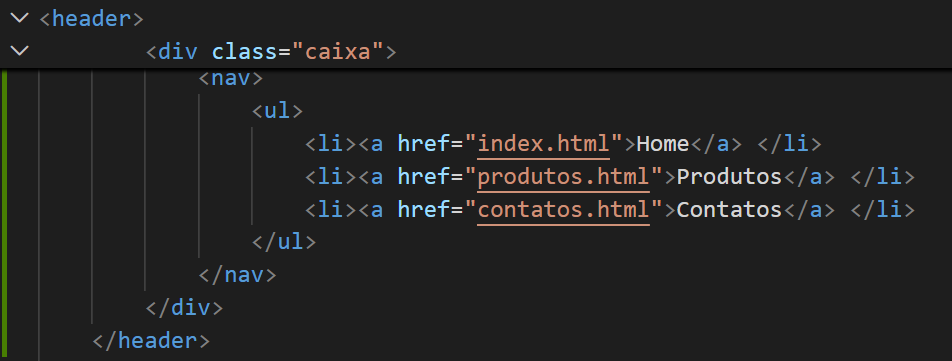 <header>
<div class="caixa">
<nav>
<ul>
<li><a href="index.html">Home</a> </li>
<li><a href="produtos.html">Produtos</a> </li>
<li><a href="contatos.html">Contatos</a> </li>
</ul>
</nav>
</div>
</header>